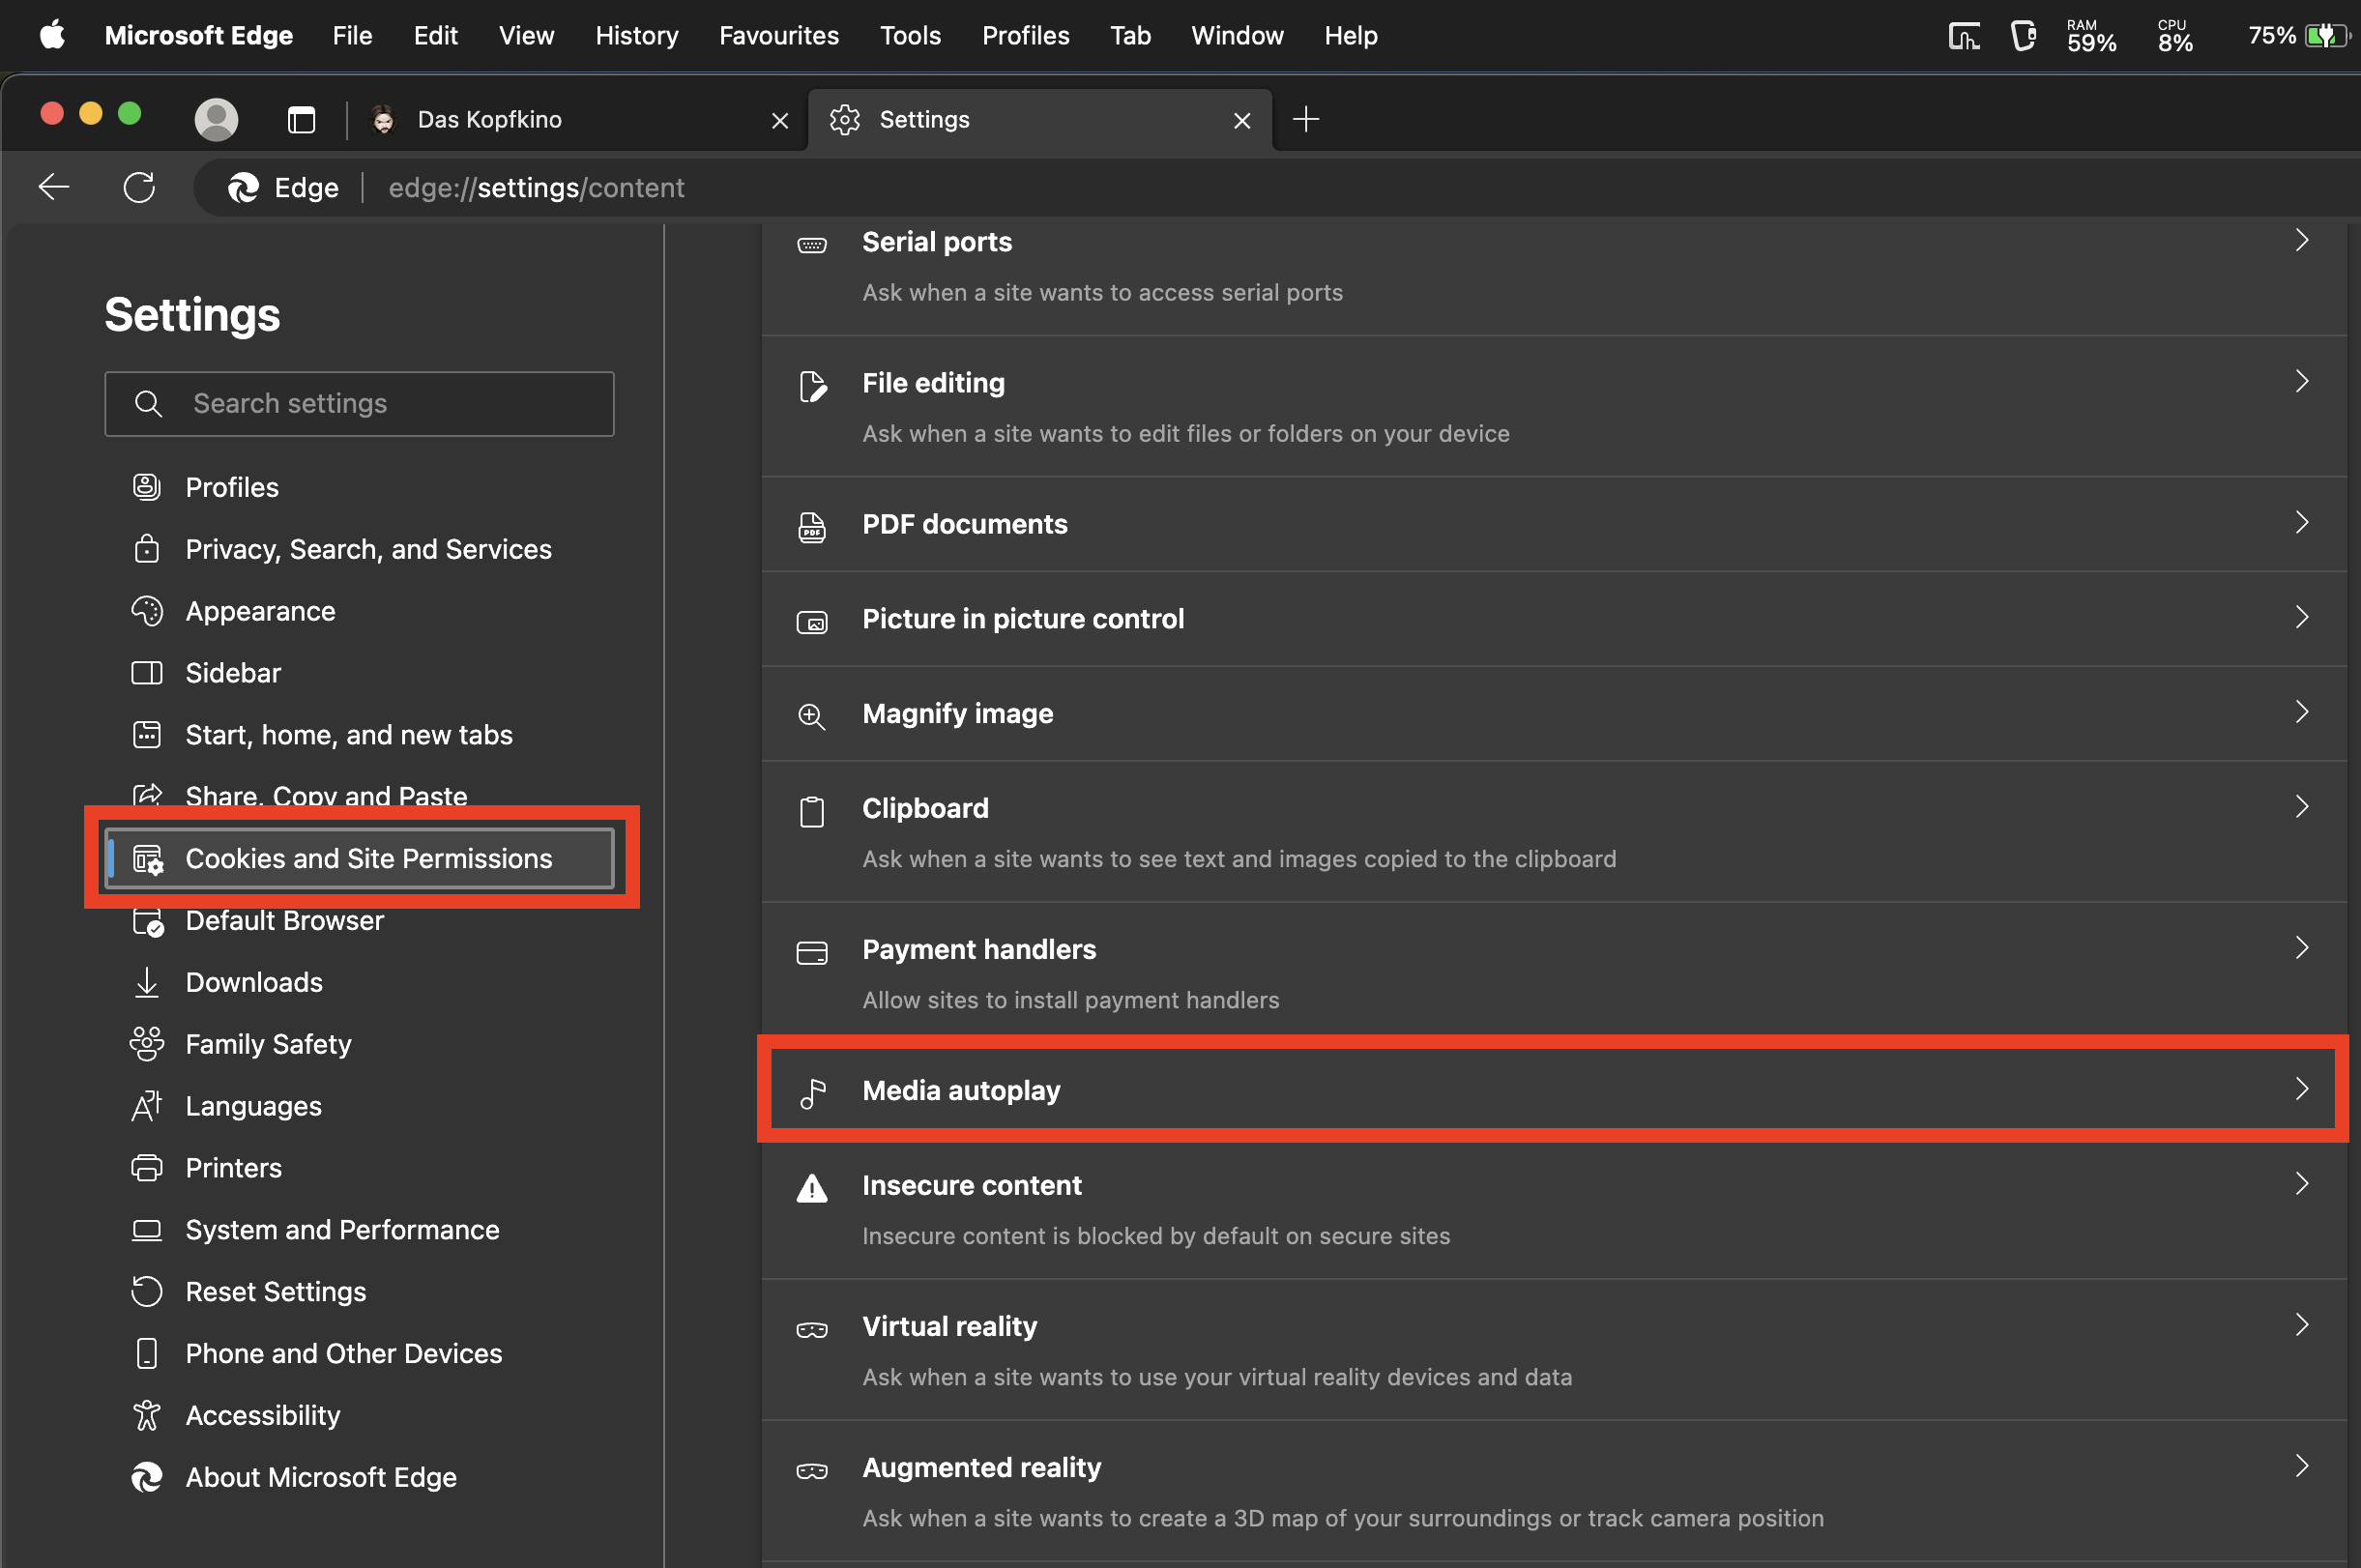 Microsoft Edge File Edit View History Favourites Tools Profiles Tab Window Help RAM 59% CPU 8% 75%
Das Kopfkino Settings
Edge edge://settings/content
Settings
Search settings
Profiles
Privacy, Search, and Services
Appearance
Sidebar
Start, home, and new tabs
Share, Copy and Paste
Cookies and Site Permissions
Default Browser
Downloads
Family Safety
Languages
Printers
System and Performance
Reset Settings
Phone and Other Devices
Accessibility
About Microsoft Edge
Serial ports
Ask when a site wants to access serial ports
File editing
Ask when a site wants to edit files or folders on your device
PDF documents
Picture in picture control
Magnify image
Clipboard
Ask when a site wants to see text and images copied to the clipboard
Payment handlers
Allow sites to install payment handlers
Media autoplay
Insecure content
Insecure content is blocked by default on secure sites
Virtual reality
Ask when a site wants to use your virtual reality devices and data
Augmented reality
Ask when a site wants to create a 3D map of your surroundings or track camera position